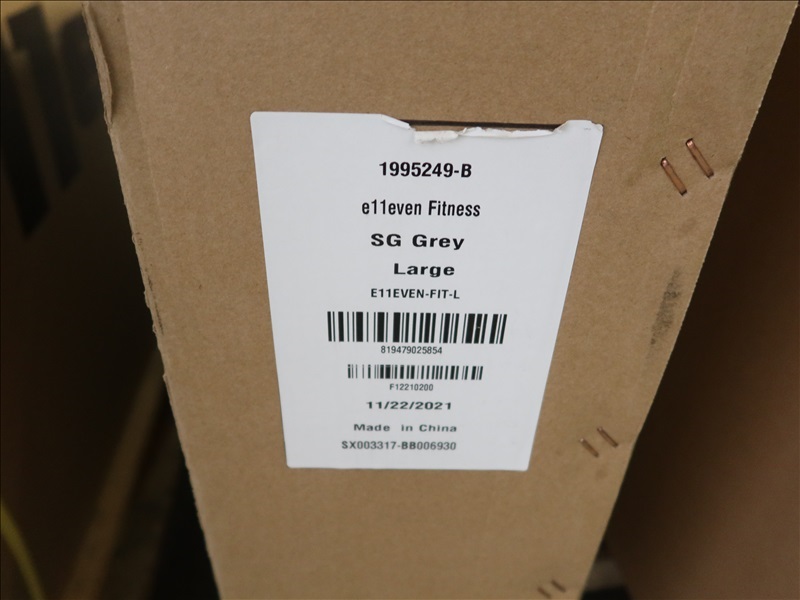 1995249-B
e11even Fitness
SG Grey
Large
E11EVEN-FIT-L
819479025854
F12210200
11/22/2021
Made in China
SX003317-BB006930